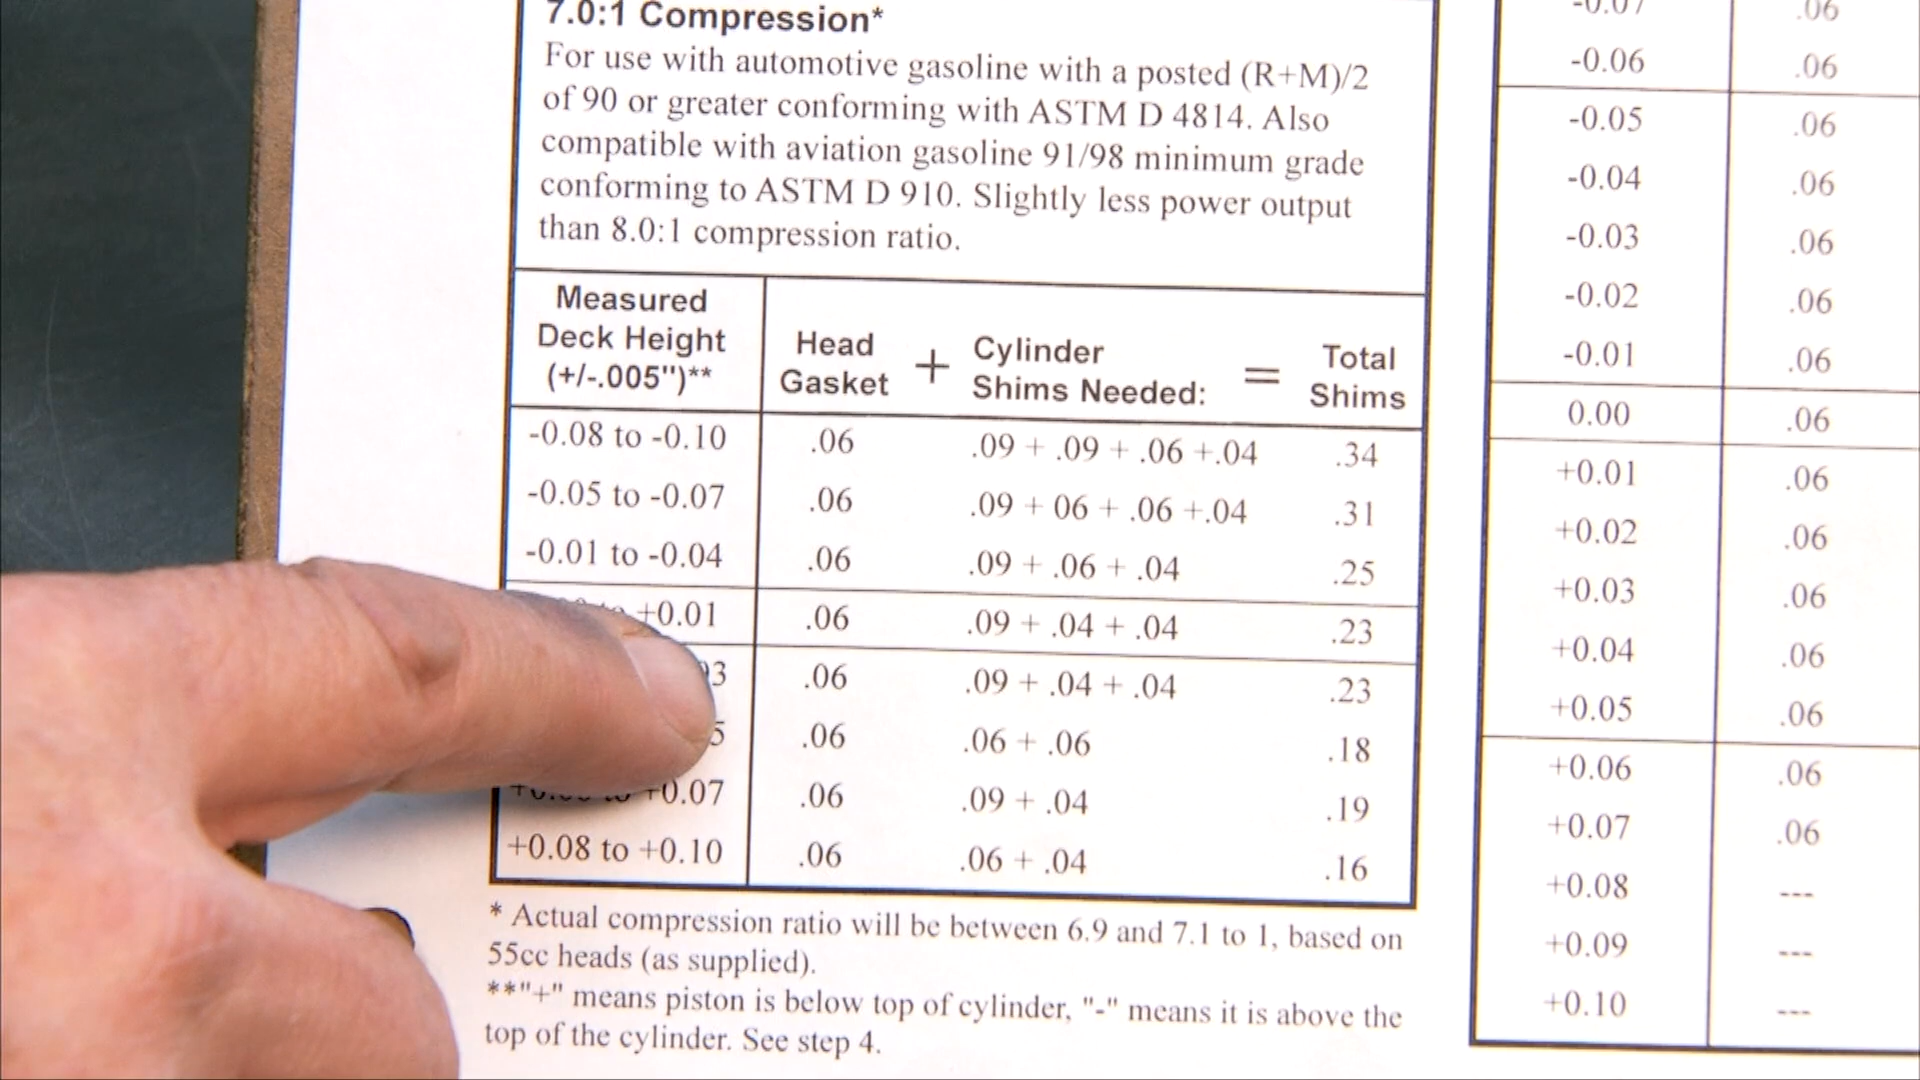 7.0:1 Compression*
For use with automotive gasoline with a posted (R+M)/2
of 90 or greater conforming with ASTM D 4814. Also
compatible with aviation gasoline 91/98 minimum grade
conforming to ASTM D 910. Slightly less power output
than 8.0:1 compression ratio.
Measured
Deck Height
(+/-.005")**
Head
Gasket
+
Cylinder
Shims Needed:
=
Total
Shims
-0.08 to -0.10 .06 .09 + .09 + .06 +.04 .34
-0.05 to -0.07 .06 .09 + 06 + .06 +.04 .31
-0.01 to -0.04 .06 .09 + .06 + .04 .25
+0.01 .06 .09 + .04 + .04 .23
.06 .09 + .04 + .04 .23
.06 .06 + .06 .18
+0.07 .06 .09 + .04 .19
+0.08 to +0.10 .06 .06 + .04 .16
* Actual compression ratio will be between 6.9 and 7.1 to 1, based on
55cc heads (as supplied).
**"+" means piston is below top of cylinder, "-" means it is above the
top of the cylinder. See step 4.
-0.07 .06
-0.06 .06
-0.05 .06
-0.04 .06
-0.03 .06
-0.02 .06
-0.01 .06
0.00 .06
+0.01 .06
+0.02 .06
+0.03 .06
+0.04 .06
+0.05 .06
+0.06 .06
+0.07 .06
+0.08 ---
+0.09 ---
+0.10 ---